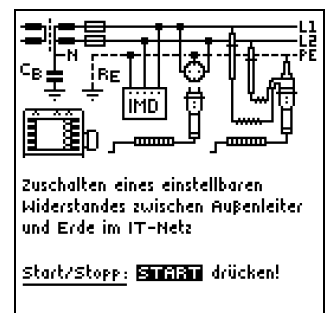 L1
L2
N
PE
CB
RE
IMD
Zuschalten eines einstellbaren
Widerstandes zwischen Außenleiter
und Erde im IT-Netz
Start/Stopp: START drücken!